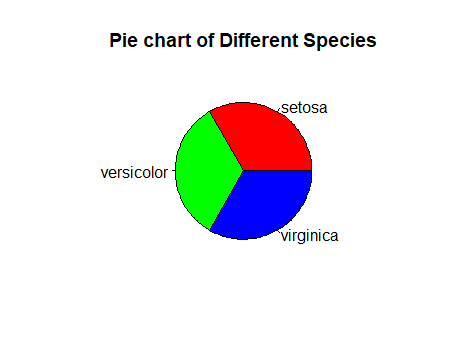 Pie chart of Different Species
setosa
versicolor
virginica